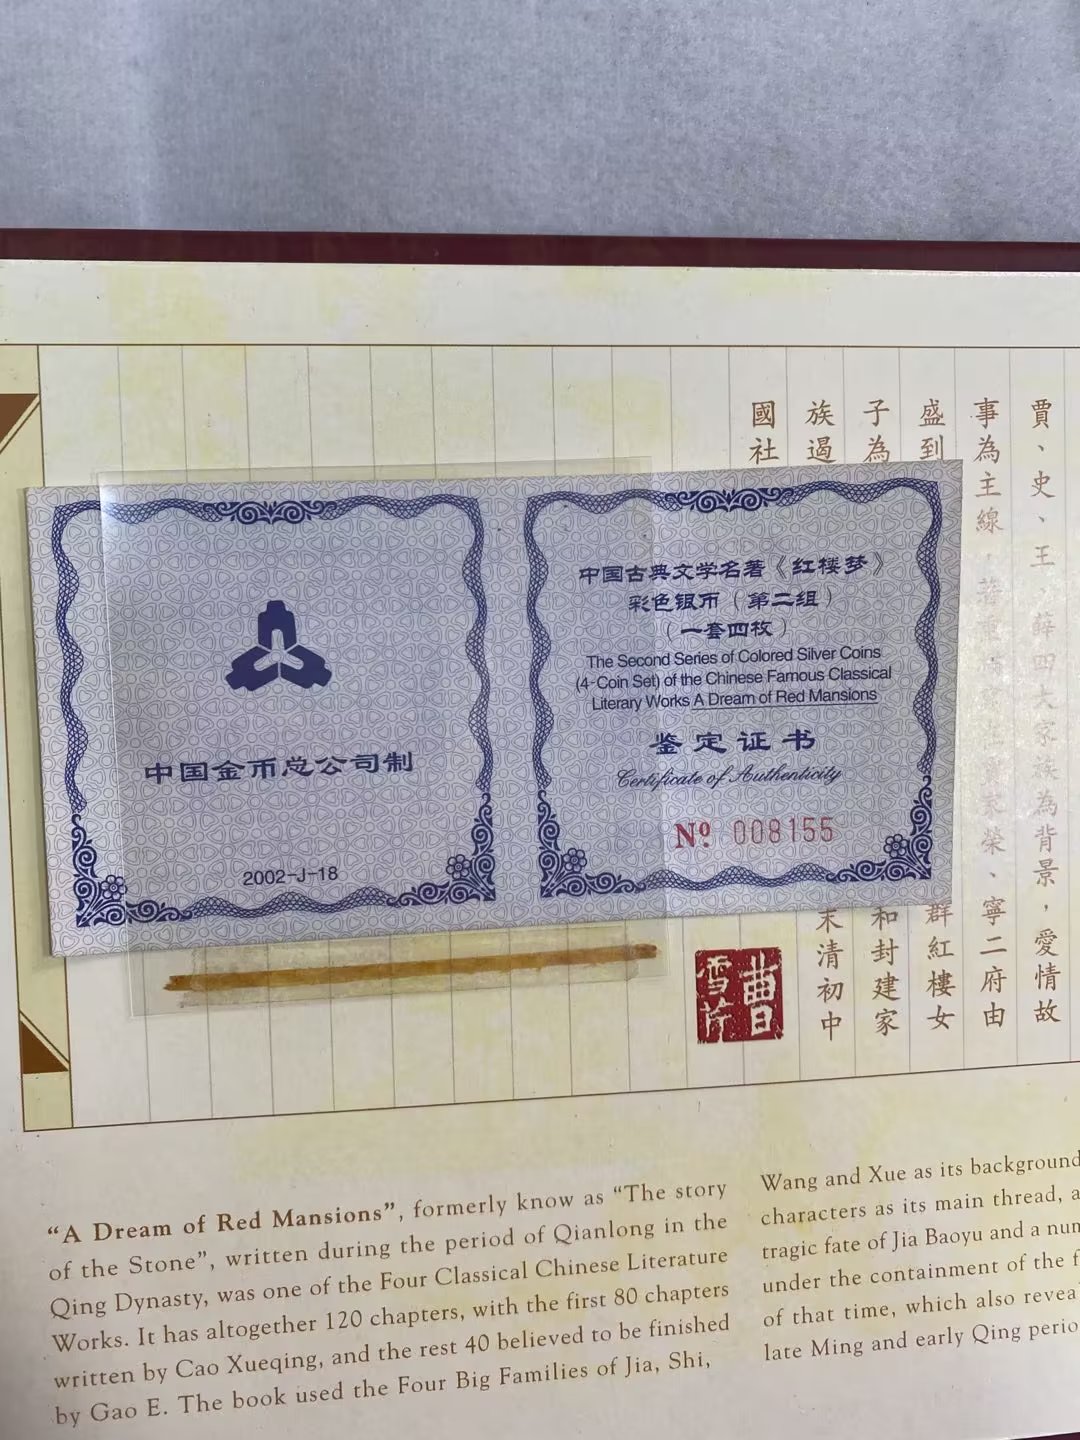 中国金币总公司制
2002-J-18
中国古典文学名著《红楼梦》
彩色银币（第二组）
（一套四枚）
The Second Series of Colored Silver Coins
(4-Coin Set) of the Chinese Famous Classical
Literary Works A Dream of Red Mansions
鉴定证书
Certificate of Authenticity
Nº 008155
賈、史、王、薛四大家族為背景，愛情故
事為主線，著重家榮、寧二府由
盛到群紅樓女
子為和封建家
族遏末清初中
國社
曹雪芹
“A Dream of Red Mansions”, formerly know as “The story
of the Stone”, written during the period of Qianlong in the
Qing Dynasty, was one of the Four Classical Chinese Literature
Works. It has altogether 120 chapters, with the first 80 chapters
written by Cao Xueqing, and the rest 40 believed to be finished
by Gao E. The book used the Four Big Families of Jia, Shi,
Wang and Xue as its background
characters as its main thread, a
tragic fate of Jia Baoyu and a num
under the containment of the f
of that time, which also revea
late Ming and early Qing perio